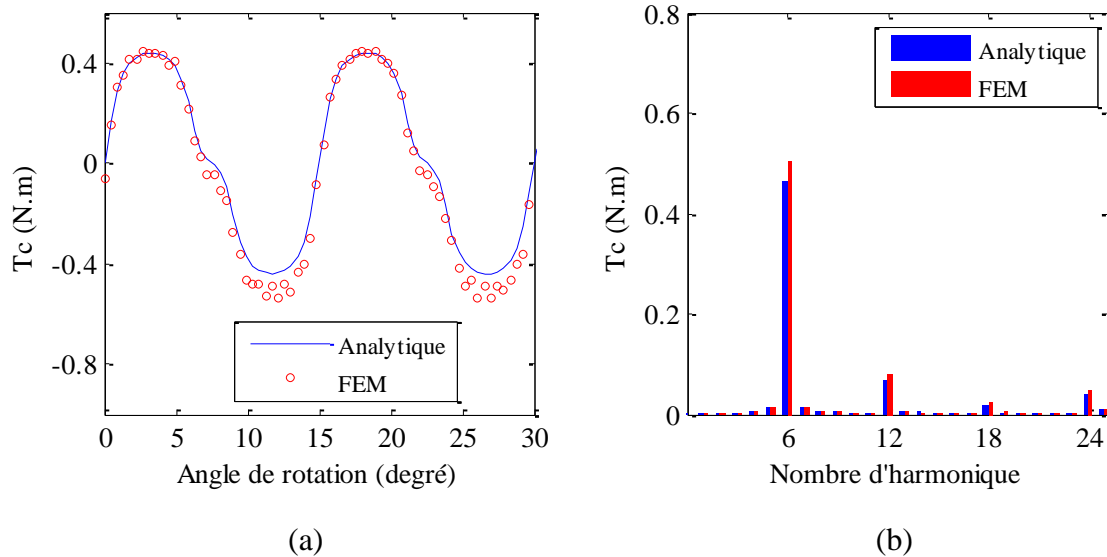 0.4
0
-0.4
-0.8
Tc (N.m)
Analytique
FEM
0 5 10 15 20 25 30
Angle de rotation (degré)
(a)
0.8
0.6
0.4
0.2
0
Tc (N.m)
Analytique
FEM
6 12 18 24
Nombre d'harmonique
(b)